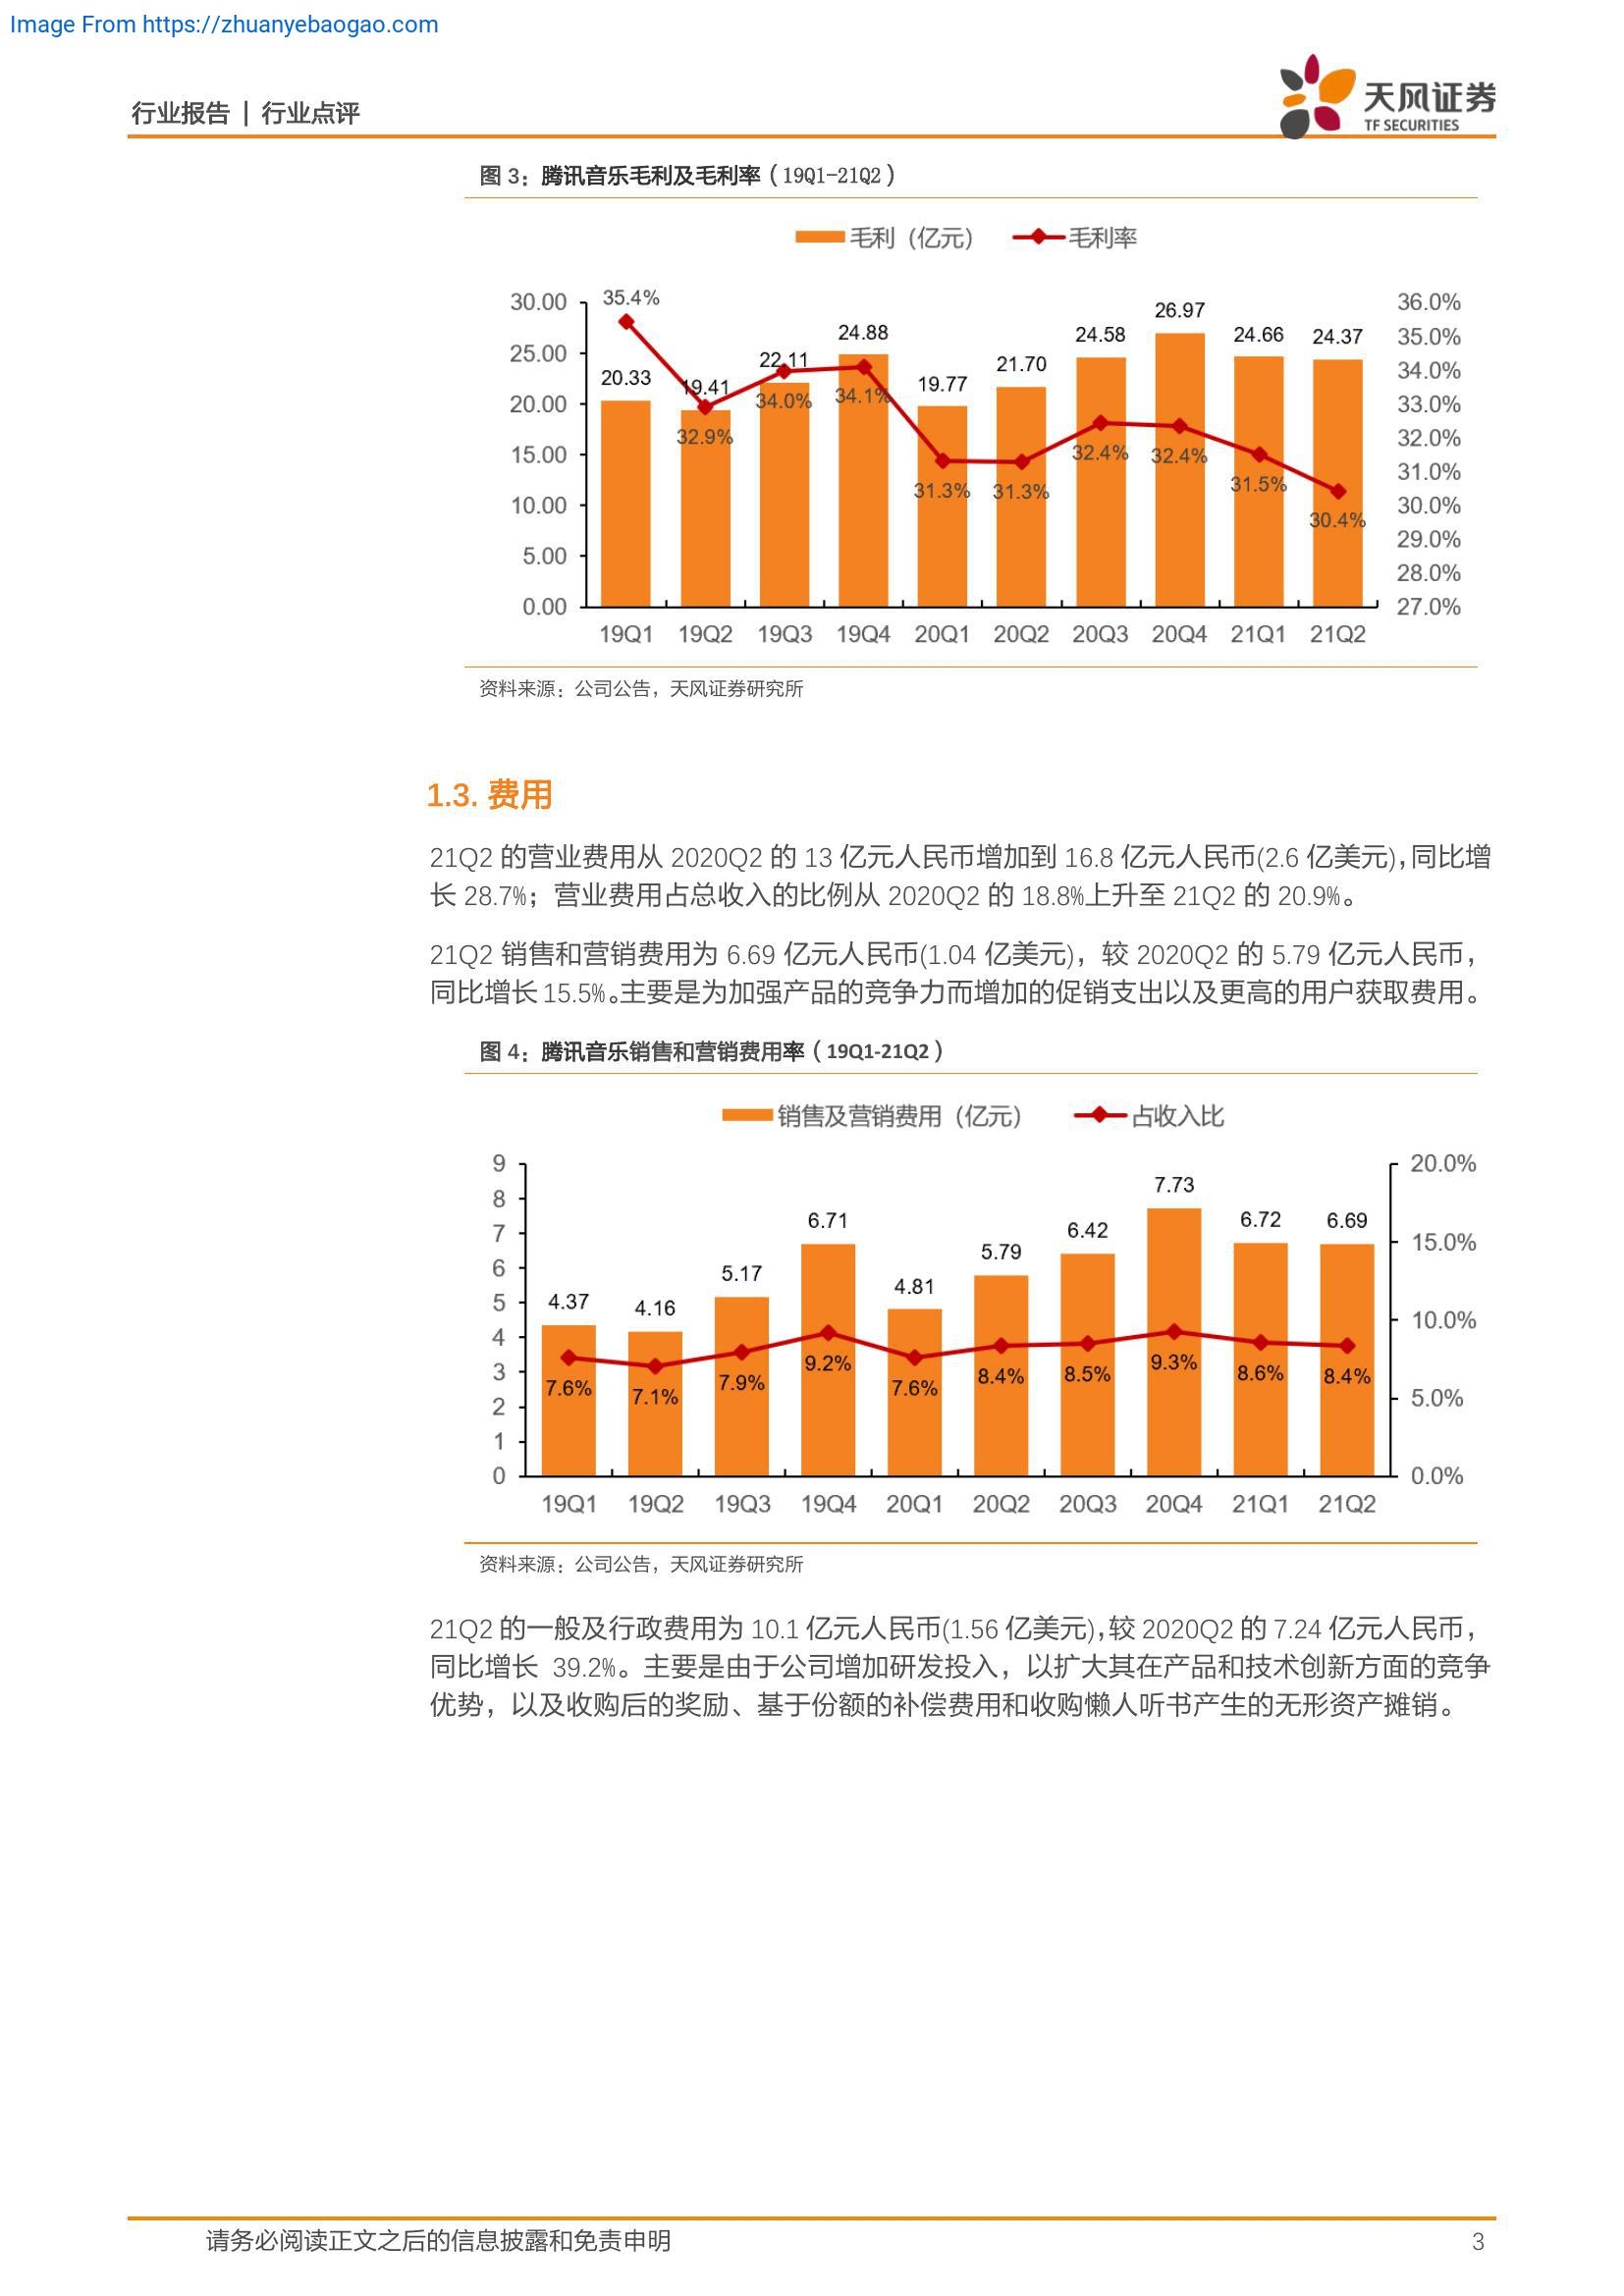 Image From https://zhuanyebaogao.com
行业报告 | 行业点评
天风证券
TF SECURITIES
图 3：腾讯音乐毛利及毛利率（19Q1-21Q2）
毛利（亿元） 毛利率
30.00 25.00 20.00 15.00 10.00 5.00 0.00
36.0% 35.0% 34.0% 33.0% 32.0% 31.0% 30.0% 29.0% 28.0% 27.0%
20.33 19.41 22.11 24.88 19.77 21.70 24.58 26.97 24.66 24.37
35.4% 32.9% 34.0% 34.1% 31.3% 31.3% 32.4% 32.4% 31.5% 30.4%
19Q1 19Q2 19Q3 19Q4 20Q1 20Q2 20Q3 20Q4 21Q1 21Q2
资料来源：公司公告，天风证券研究所
1.3. 费用
21Q2 的营业费用从 2020Q2 的 13 亿元人民币增加到 16.8 亿元人民币(2.6 亿美元)，同比增
长 28.7%；营业费用占总收入的比例从 2020Q2 的 18.8%上升至 21Q2 的 20.9%。
21Q2 销售和营销费用为 6.69 亿元人民币(1.04 亿美元)，较 2020Q2 的 5.79 亿元人民币，
同比增长 15.5%。主要是为加强产品的竞争力而增加的促销支出以及更高的用户获取费用。
图 4：腾讯音乐销售和营销费用率（19Q1-21Q2）
销售及营销费用（亿元） 占收入比
9 8 7 6 5 4 3 2 1 0
20.0% 15.0% 10.0% 5.0% 0.0%
4.37 4.16 5.17 6.71 4.81 5.79 6.42 7.73 6.72 6.69
7.6% 7.1% 7.9% 9.2% 7.6% 8.4% 8.5% 9.3% 8.6% 8.4%
19Q1 19Q2 19Q3 19Q4 20Q1 20Q2 20Q3 20Q4 21Q1 21Q2
资料来源：公司公告，天风证券研究所
21Q2 的一般及行政费用为 10.1 亿元人民币(1.56 亿美元)，较 2020Q2 的 7.24 亿元人民币，
同比增长 39.2%。主要是由于公司增加研发投入，以扩大其在产品和技术创新方面的竞争
优势，以及收购后的奖励、基于份额的补偿费用和收购懒人听书产生的无形资产摊销。
请务必阅读正文之后的信息披露和免责申明 3